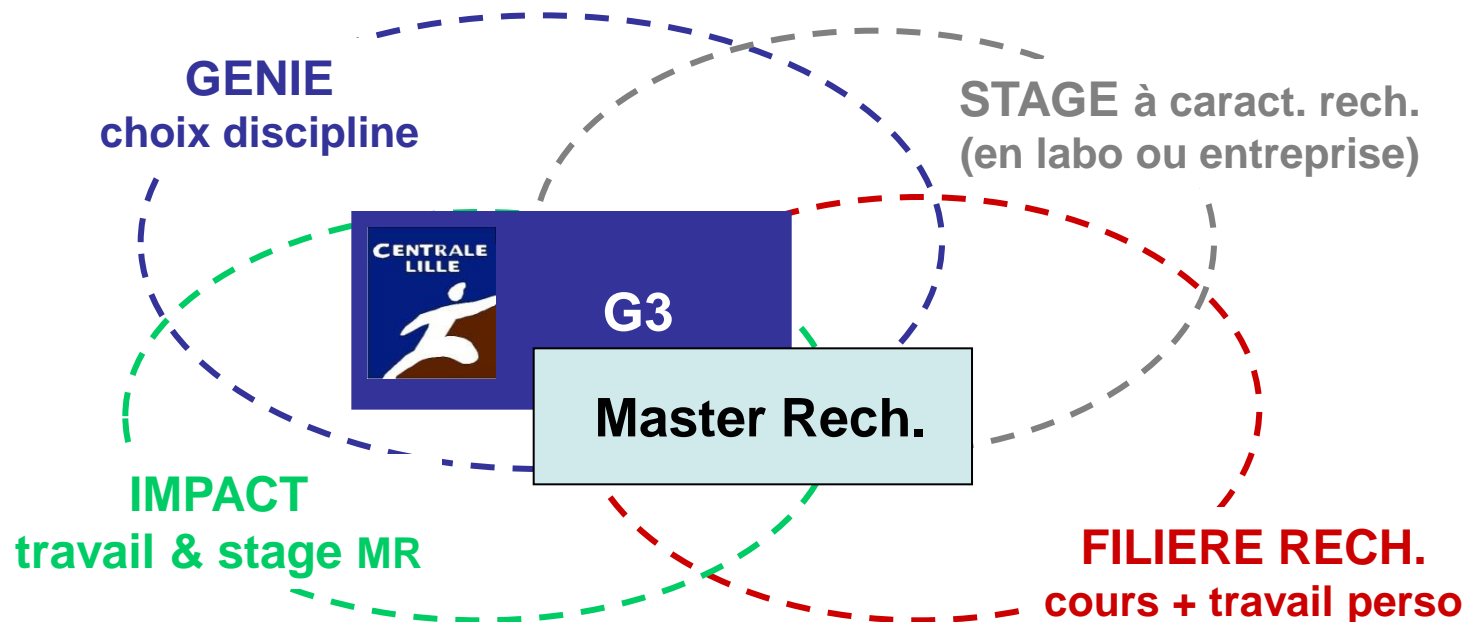 GENIE
choix discipline
STAGE à caract. rech.
(en labo ou entreprise)
CENTRALE
LILLE
G3
Master Rech.
IMPACT
travail & stage MR
FILIERE RECH.
cours + travail perso